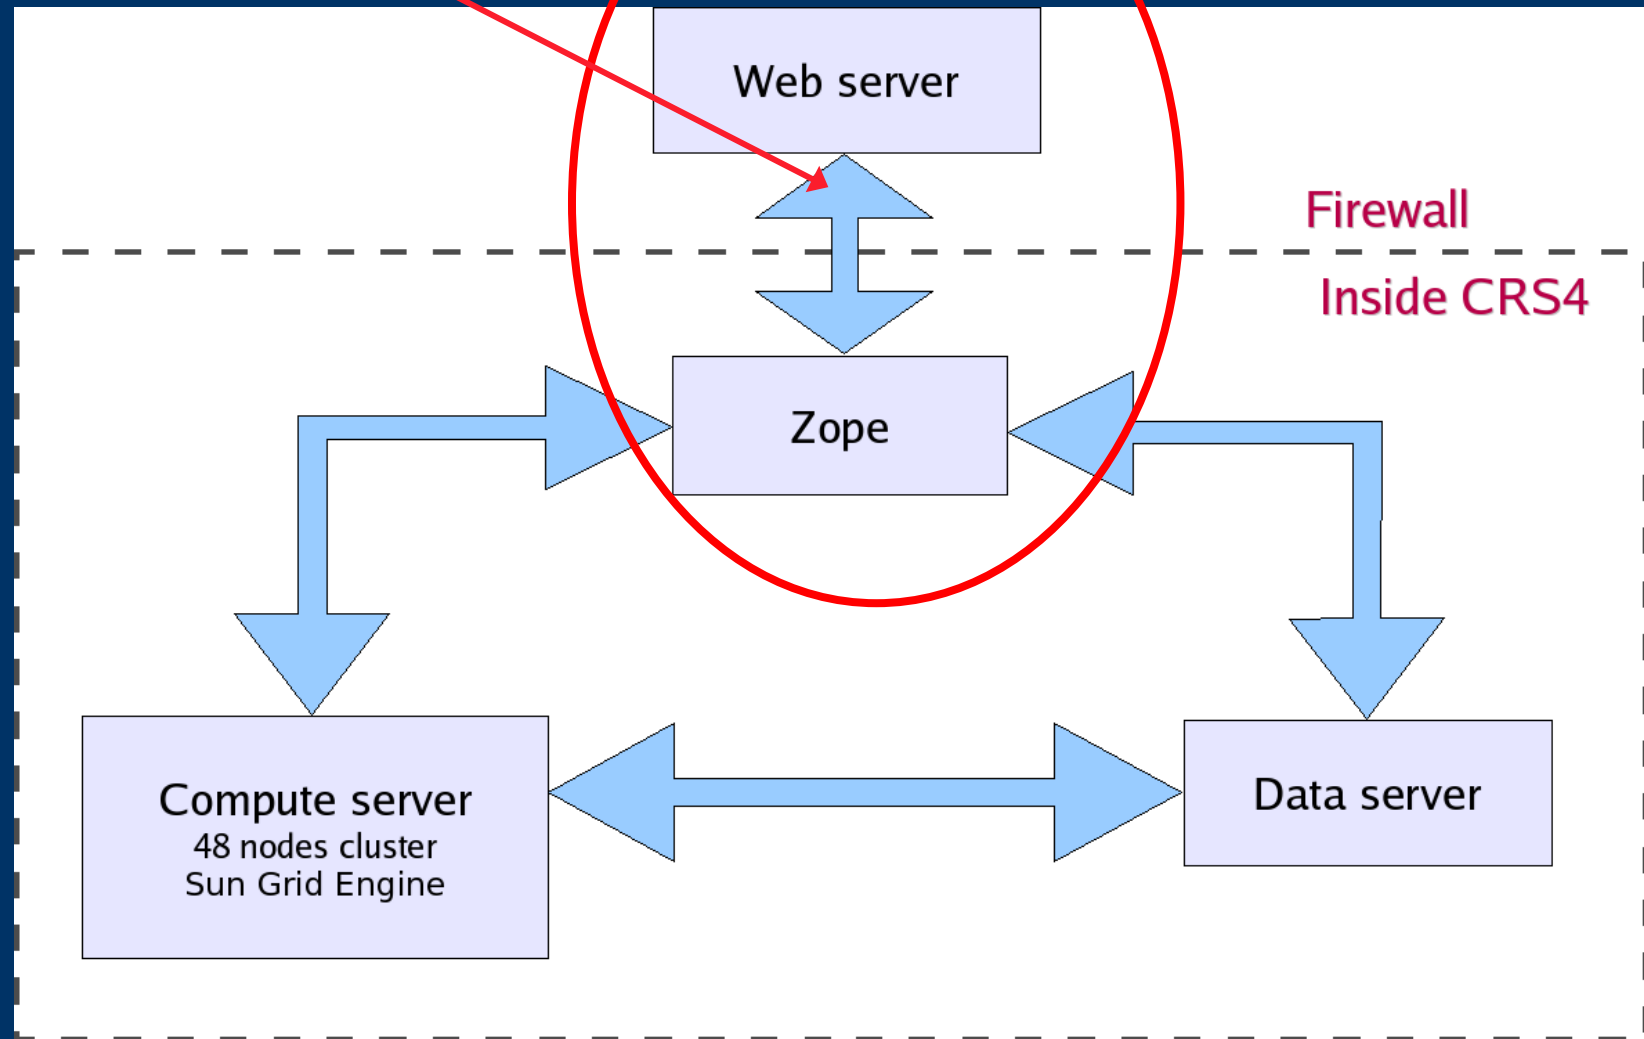 Web server
Firewall
Inside CRS4
Zope
Compute server
48 nodes cluster
Sun Grid Engine
Data server